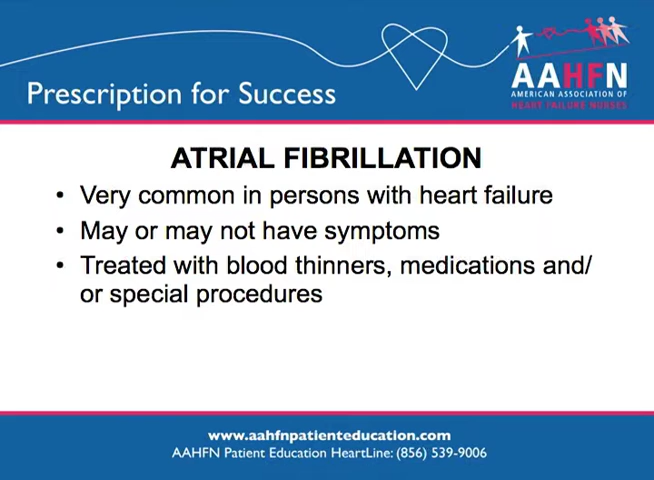 Prescription for Success
AAHFN
AMERICAN ASSOCIATION OF
HEART FAILURE NURSES
ATRIAL FIBRILLATION
• Very common in persons with heart failure
• May or may not have symptoms
• Treated with blood thinners, medications and/
or special procedures
www.aahfnpatienteducation.com
AAHFN Patient Education HeartLine: (856) 539-9006